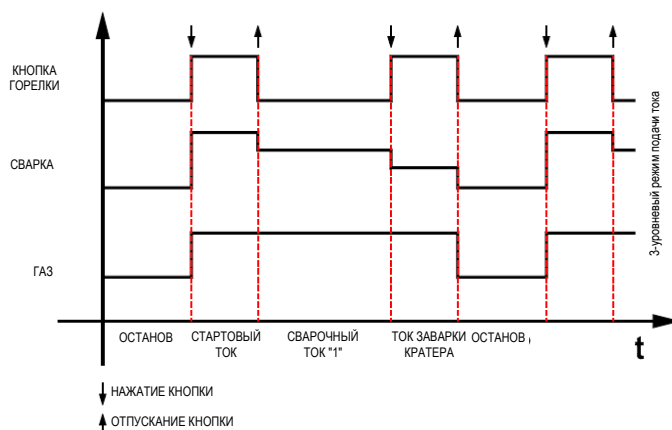 КНОПКА
ГОРЕЛКИ
СВАРКА
ГАЗ
3-уровневый режим подачи тока
ОСТАНОВ
СТАРТОВЫЙ
ТОК
СВАРОЧНЫЙ
ТОК "1"
ТОК ЗАВАРКИ
КРАТЕРА
ОСТАНОВ
t
НАЖАТИЕ КНОПКИ
ОТПУСКАНИЕ КНОПКИ